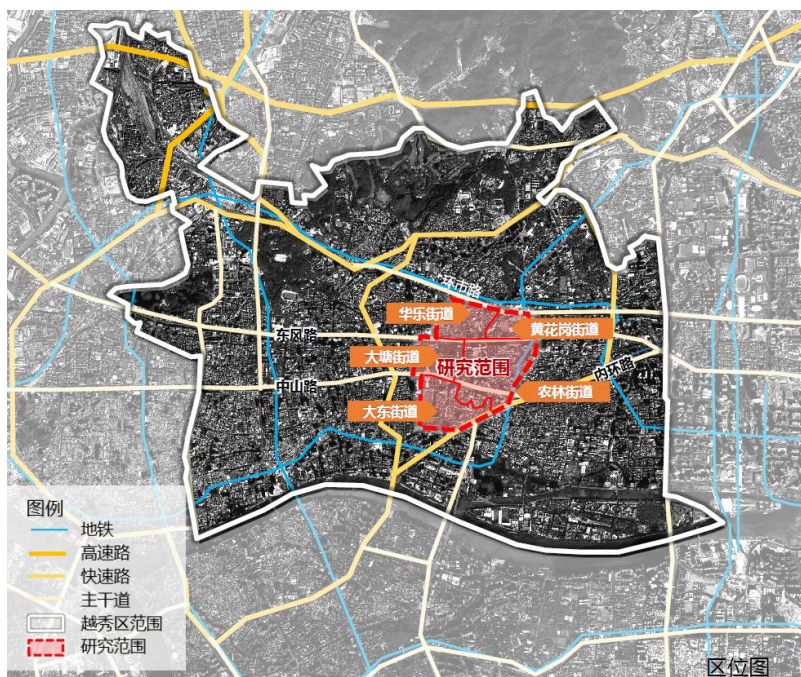 环市路
华乐街道
黄花岗街道
东风路
大塘街道
研究范围
内环路
中山路
农林街道
大东街道
图例
地铁
高速路
快速路
主干道
越秀区范围
研究范围
区位图